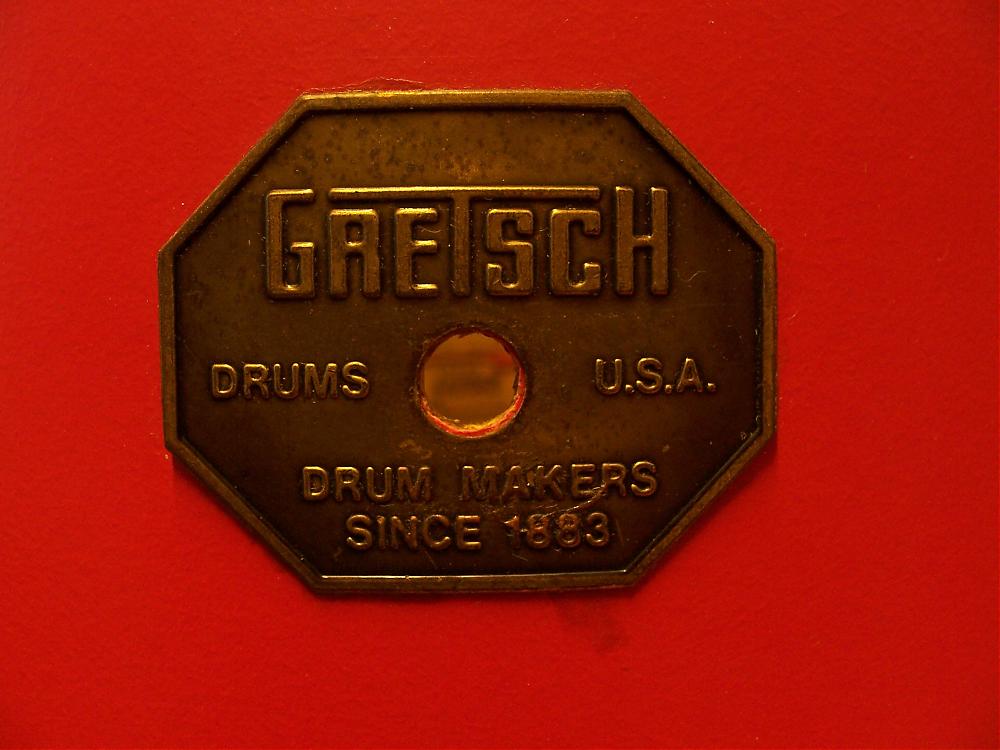 GRETSCH
DRUMS U.S.A.
DRUM MAKERS
SINCE 1883